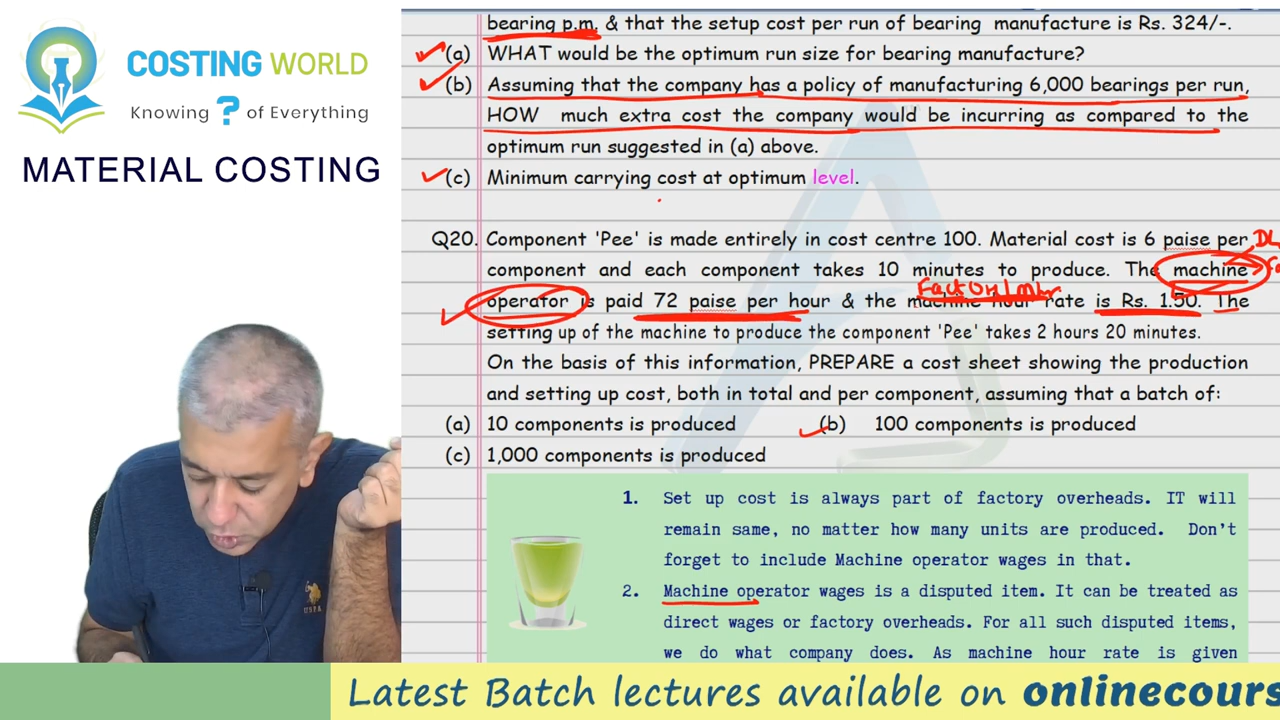 COSTING WORLD
Knowing ? of Everything
MATERIAL COSTING
bearing p.m. & that the setup cost per run of bearing manufacture is Rs. 324/-.
(a) WHAT would be the optimum run size for bearing manufacture?
(b) Assuming that the company has a policy of manufacturing 6,000 bearings per run,
HOW much extra cost the company would be incurring as compared to the
optimum run suggested in (a) above.
(c) Minimum carrying cost at optimum level.
Q20. Component 'Pee' is made entirely in cost centre 100. Material cost is 6 paise per
DL
component and each component takes 10 minutes to produce. The machine
Fact OH/Mhr
operator is paid 72 paise per hour & the machine hour rate is Rs. 1.50. The
setting up of the machine to produce the component 'Pee' takes 2 hours 20 minutes.
On the basis of this information, PREPARE a cost sheet showing the production
and setting up cost, both in total and per component, assuming that a batch of:
(a) 10 components is produced (b) 100 components is produced
(c) 1,000 components is produced
1. Set up cost is always part of factory overheads. IT will
remain same, no matter how many units are produced. Don't
forget to include Machine operator wages in that.
2. Machine operator wages is a disputed item. It can be treated as
direct wages or factory overheads. For all such disputed items,
we do what company does. As machine hour rate is given
USPA
Latest Batch lectures available on onlinecours